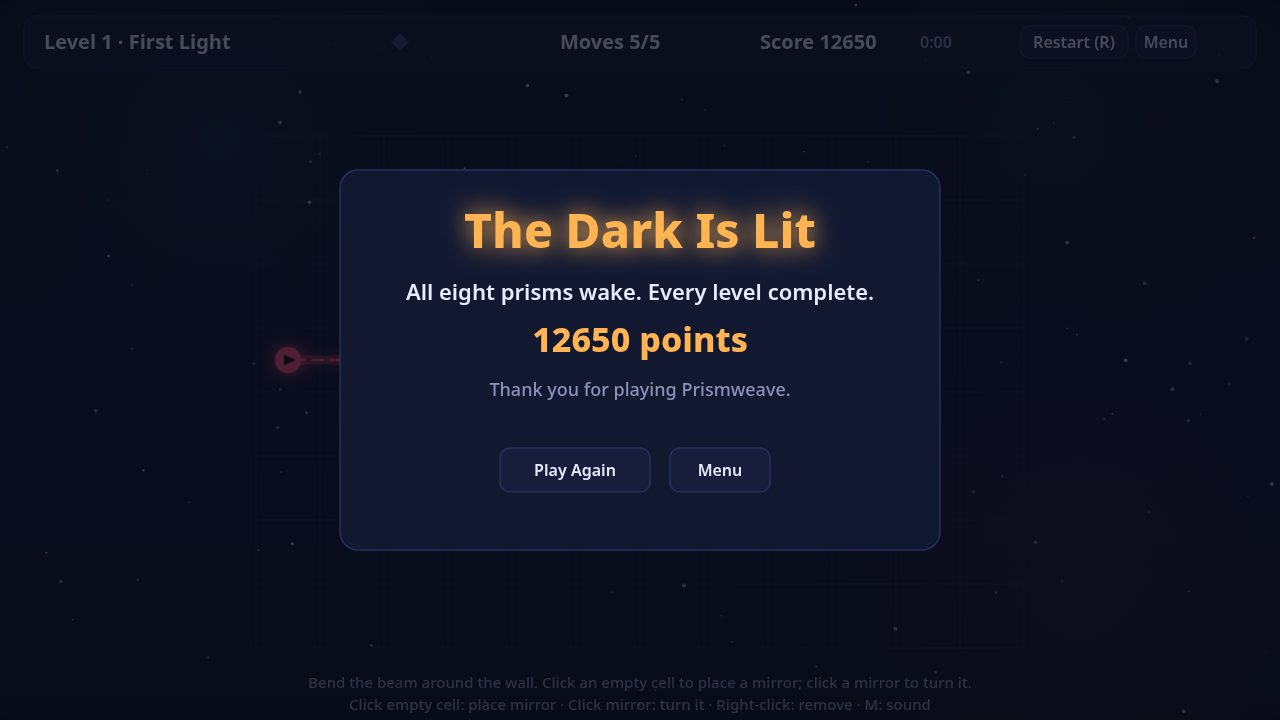 Level 1 · First Light Moves 5/5 Score 12650 0:00 Restart (R) Menu
The Dark Is Lit
All eight prisms wake. Every level complete.
12650 points
Thank you for playing Prismweave.
Play Again Menu
Bend the beam around the wall. Click an empty cell to place a mirror; click a mirror to turn it.
Click empty cell: place mirror · Click mirror: turn it · Right-click: remove · M: sound